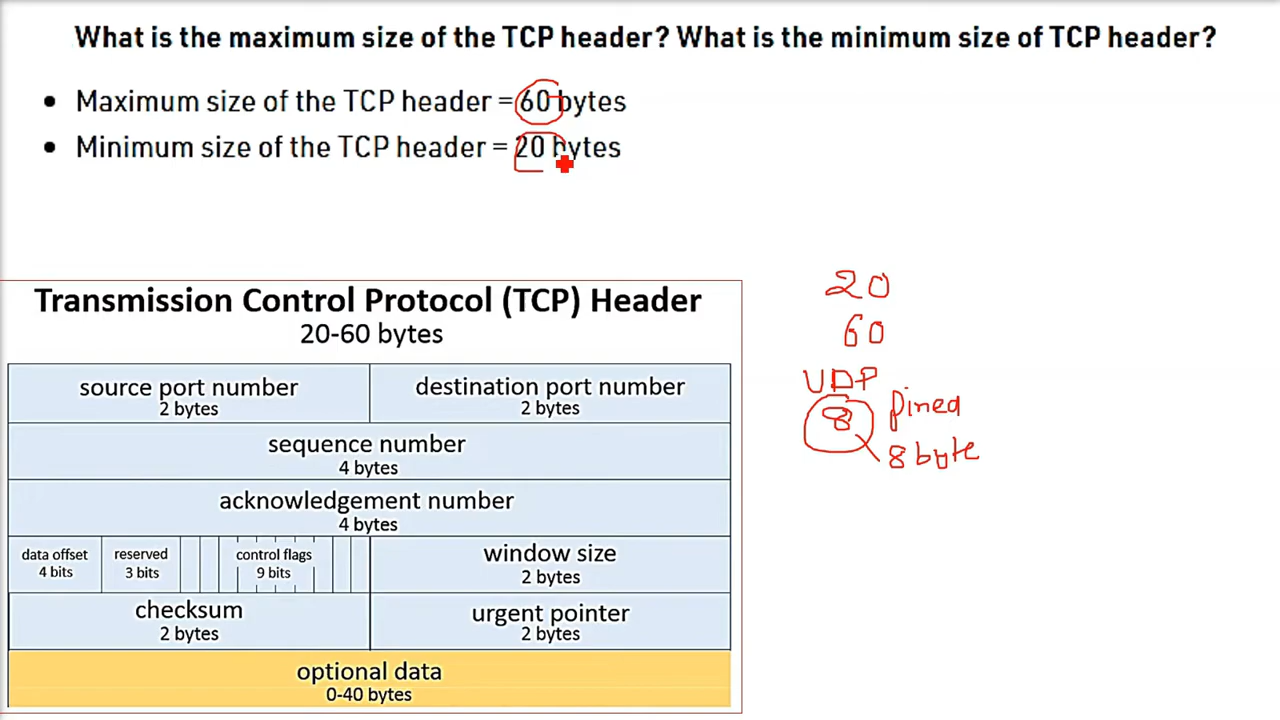 What is the maximum size of the TCP header? What is the minimum size of TCP header?
• Maximum size of the TCP header = 60 bytes
• Minimum size of the TCP header = 20 bytes
Transmission Control Protocol (TCP) Header
20-60 bytes
source port number
2 bytes
destination port number
2 bytes
sequence number
4 bytes
acknowledgement number
4 bytes
data offset
4 bits
reserved
3 bits
control flags
9 bits
window size
2 bytes
checksum
2 bytes
urgent pointer
2 bytes
optional data
0-40 bytes
20
60
UDP
8
8 byte